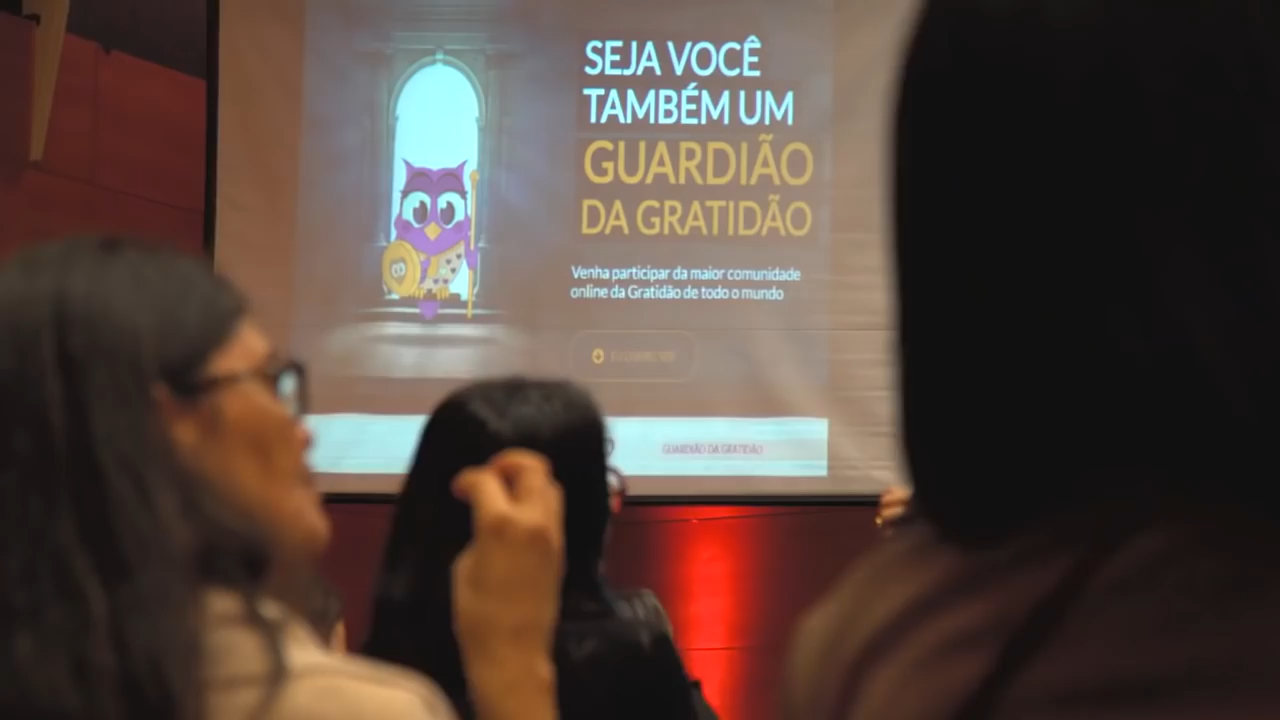 SEJA VOCÊ
TAMBÉM UM
GUARDIÃO
DA GRATIDÃO
Venha participar da maior comunidade
online da Gratidão de todo o mundo
GUARDIÃO DA GRATIDÃO